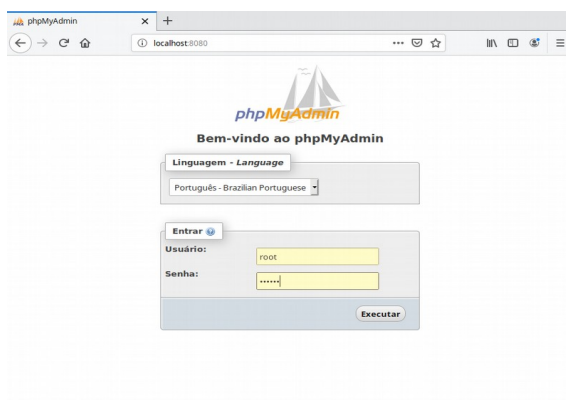 phpMyAdmin
localhost:8080
phpMyAdmin
Bem-vindo ao phpMyAdmin
Linguagem - Language
Português - Brazilian Portuguese
Entrar
Usuário:
root
Senha:
••••••
Executar